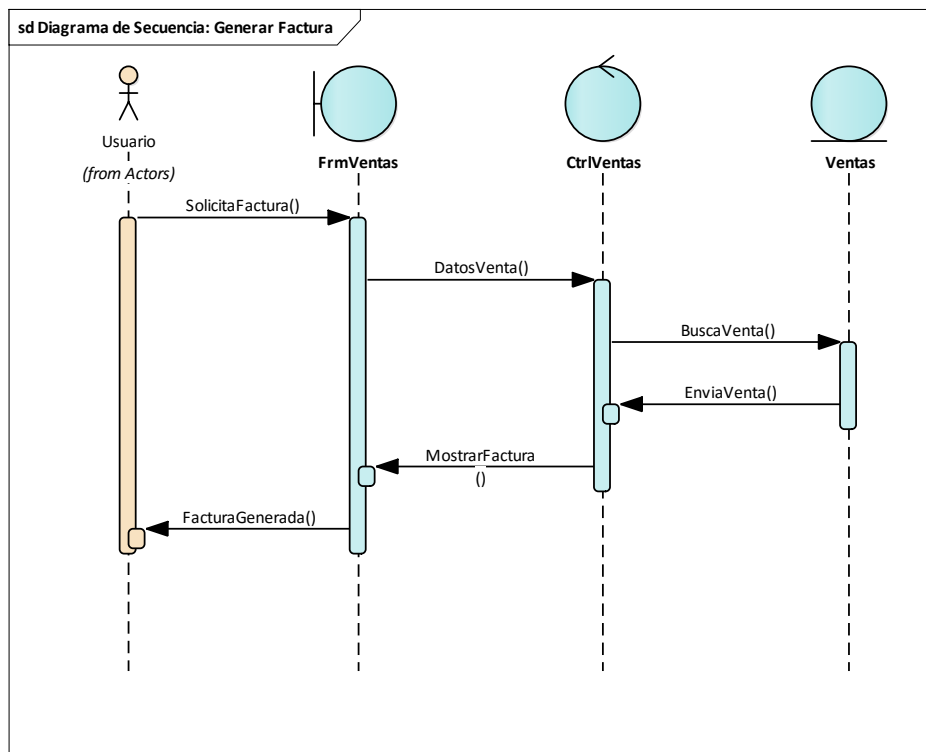 sd Diagrama de Secuencia: Generar Factura
Usuario
(from Actors)
FrmVentas
CtrlVentas
Ventas
SolicitaFactura()
DatosVenta()
BuscaVenta()
EnviaVenta()
MostrarFactura
()
FacturaGenerada()